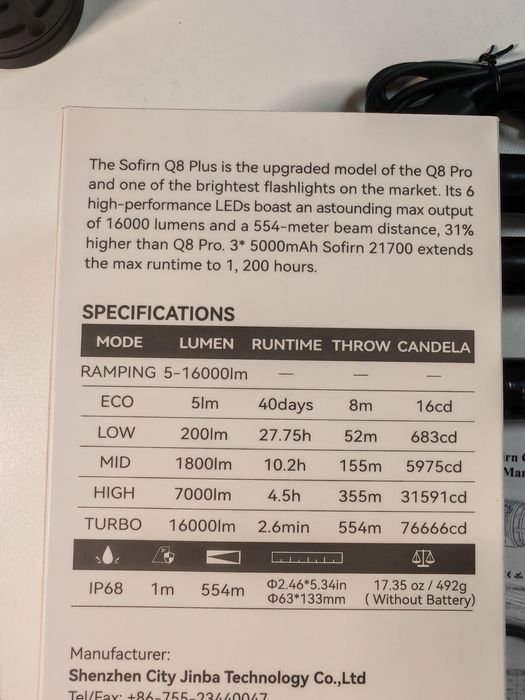 The Sofirn Q8 Plus is the upgraded model of the Q8 Pro
and one of the brightest flashlights on the market. Its 6
high-performance LEDs boast an astounding max output
of 16000 lumens and a 554-meter beam distance, 31%
higher than Q8 Pro. 3* 5000mAh Sofirn 21700 extends
the max runtime to 1, 200 hours.
SPECIFICATIONS
MODE LUMEN RUNTIME THROW CANDELA
RAMPING 5-16000lm — — —
ECO 5lm 40days 8m 16cd
LOW 200lm 27.75h 52m 683cd
MID 1800lm 10.2h 155m 5975cd
HIGH 7000lm 4.5h 355m 31591cd
TURBO 16000lm 2.6min 554m 76666cd
IP68 1m 554m Φ2.46*5.34in 17.35 oz / 492g
Φ63*133mm ( Without Battery)
Manufacturer:
Shenzhen City Jinba Technology Co.,Ltd
Tel/Fax: +86-755-23440047